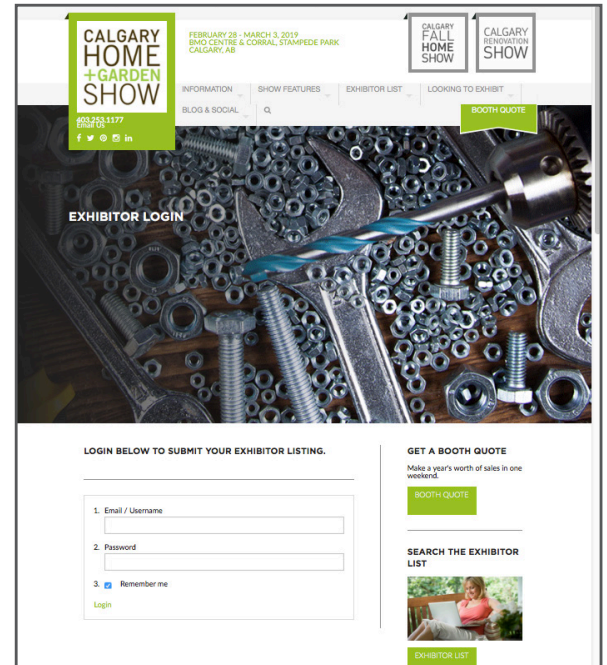 CALGARY
HOME
+GARDEN
SHOW
403.253.1177
Email Us
FEBRUARY 28 - MARCH 3, 2019
BMO CENTRE & CORRAL, STAMPEDE PARK
CALGARY, AB
CALGARY
FALL
HOME
SHOW
CALGARY
RENOVATION
SHOW
INFORMATION
SHOW FEATURES
EXHIBITOR LIST
LOOKING TO EXHIBIT
BLOG & SOCIAL
BOOTH QUOTE
EXHIBITOR LOGIN
LOGIN BELOW TO SUBMIT YOUR EXHIBITOR LISTING.
1. Email / Username
2. Password
3. Remember me
Login
GET A BOOTH QUOTE
Make a year's worth of sales in one
weekend.
BOOTH QUOTE
SEARCH THE EXHIBITOR
LIST
EXHIBITOR LIST